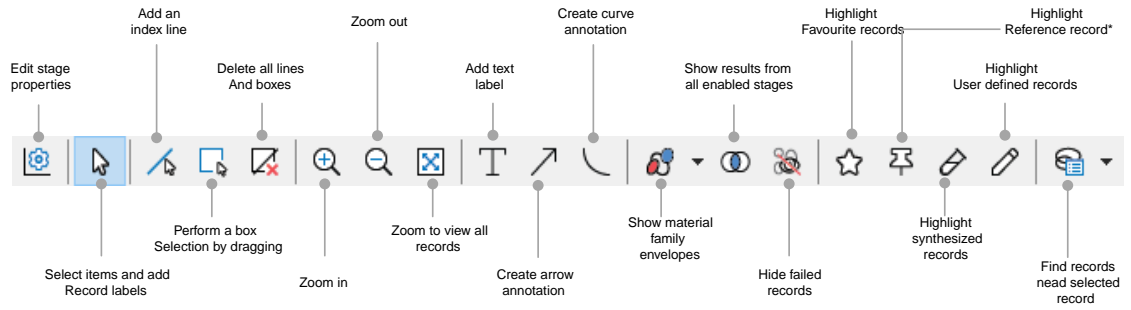 Add an
index line
Zoom out
Create curve
annotation
Highlight
Favourite records
Highlight
Reference record*
Edit stage
properties
Delete all lines
And boxes
Add text
label
Show results from
all enabled stages
Highlight
User defined records
T
Perform a box
Selection by dragging
Zoom to view all
records
Show material
family
envelopes
Highlight
synthesized
records
Select items and add
Record labels
Zoom in
Create arrow
annotation
Hide failed
records
Find records
nead selected
record